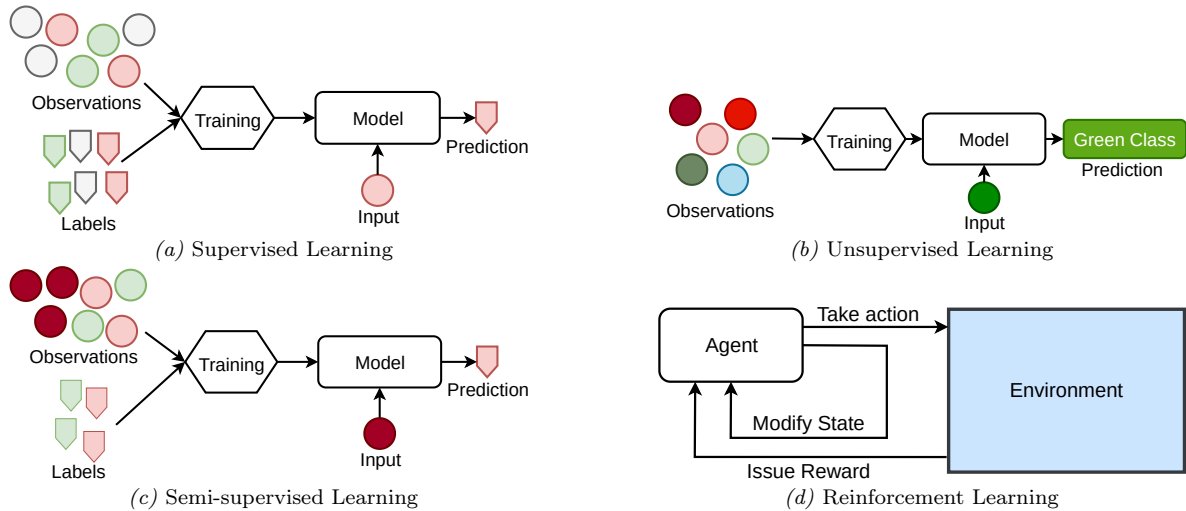 Observations
Labels
Training
Model
Prediction
Input
(a) Supervised Learning
Observations
Training
Model
Green Class
Prediction
Input
(b) Unsupervised Learning
Observations
Labels
Training
Model
Prediction
Input
(c) Semi-supervised Learning
Agent
Take action
Environment
Modify State
Issue Reward
(d) Reinforcement Learning